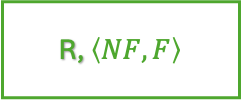 R, ⟨NF, F⟩